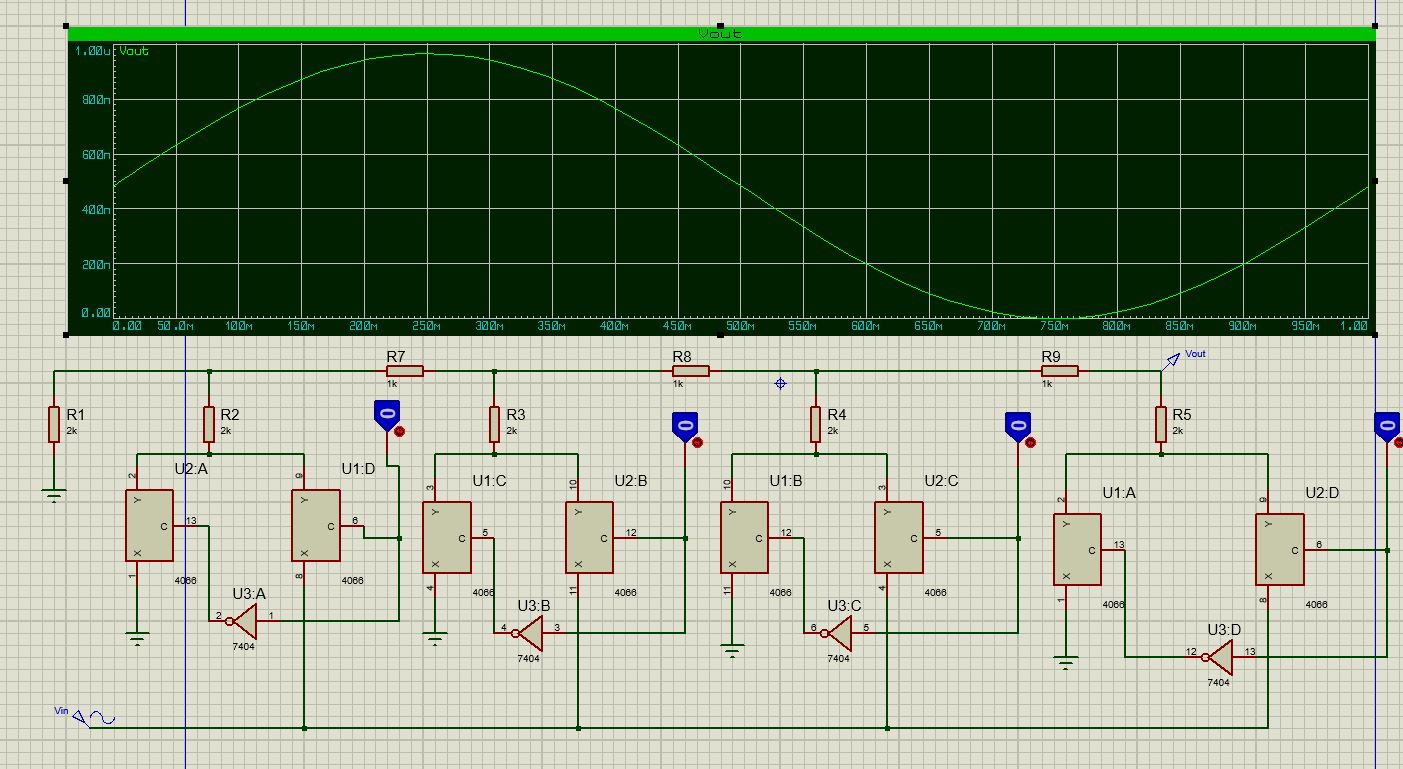 Vout
1.00u
Vout
800m
600m
400m
200m
0.00
0.00 50.0m 100m 150m 200m 250m 300m 350m 400m 450m 500m 550m 600m 650m 700m 750m 800m 850m 900m 950m 1.00
R7 R8 R9 Vout
1k 1k 1k
R1 R2 R3 R4 R5
2k 2k 2k 2k 2k
0 0 0 0
U2:A U1:D U1:C U2:B U1:B U2:C U1:A U2:D
2 9 3 10 10 3 2 9
Y Y Y Y Y Y Y Y
C 13 C 6 C 5 C 12 C 12 C 5 C 13 C 6
X X X X X X X X
1 8 4 11 11 4 1 8
4066 4066 4066 4066 4066 4066 4066 4066
U3:A U3:B U3:C U3:D
2 1 4 3 6 5 12 13
7404 7404 7404 7404
Vin